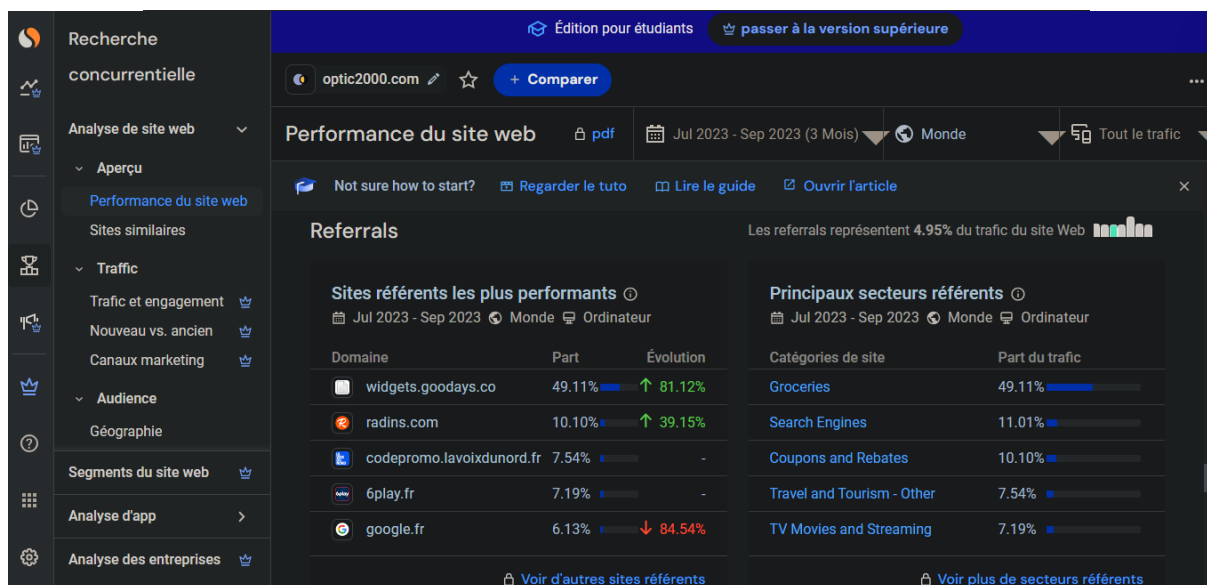 Édition pour étudiants
passer à la version supérieure
Recherche
concurrentielle
Analyse de site web
Aperçu
Performance du site web
Sites similaires
Traffic
Trafic et engagement
Nouveau vs. ancien
Canaux marketing
Audience
Géographie
Segments du site web
Analyse d'app
Analyse des entreprises
optic2000.com
+ Comparer
Performance du site web
pdf
Jul 2023 - Sep 2023 (3 Mois)
Monde
Tout le trafic
Not sure how to start?
Regarder le tuto
Lire le guide
Ouvrir l'article
Referrals
Les referrals représentent 4.95% du trafic du site Web
Sites référents les plus performants
Jul 2023 - Sep 2023 Monde Ordinateur
Domaine Part Évolution
widgets.goodays.co 49.11% 81.12%
radins.com 10.10% 39.15%
codepromo.lavoixdunord.fr 7.54% -
6play.fr 7.19% -
google.fr 6.13% 84.54%
Voir d'autres sites référents
Principaux secteurs référents
Jul 2023 - Sep 2023 Monde Ordinateur
Catégories de site Part du trafic
Groceries 49.11%
Search Engines 11.01%
Coupons and Rebates 10.10%
Travel and Tourism - Other 7.54%
TV Movies and Streaming 7.19%
Voir plus de secteurs référents